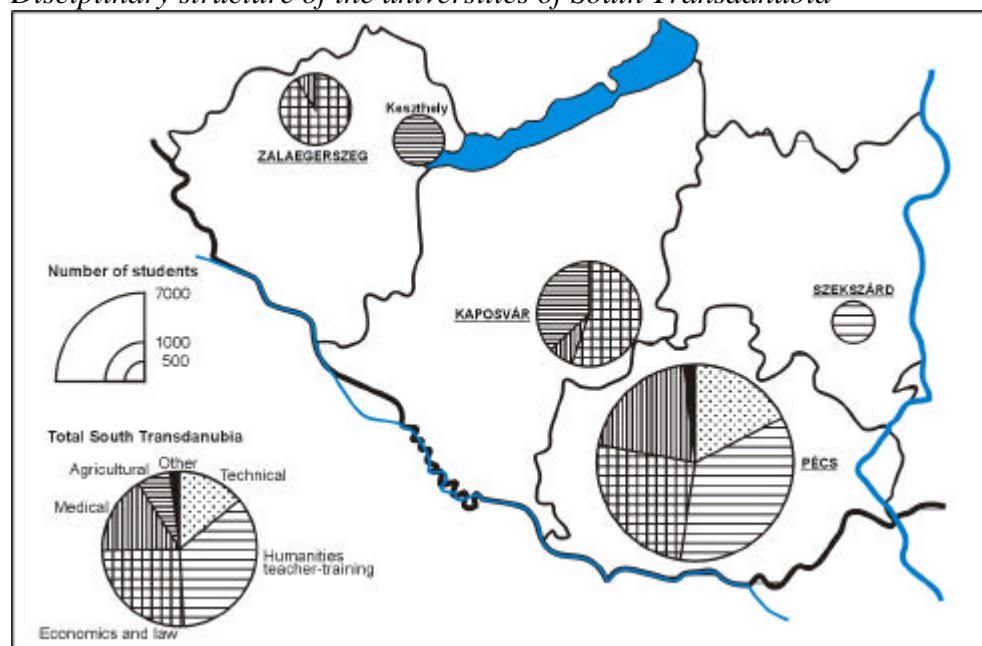 Disciplinary structure of the universities of South Transdanubia
Keszthely
ZALAEGERSZEG
Number of students
7000
1000
500
KAPOSVÁR
SZEKSZÁRD
PÉCS
Total South Transdanubia
Agricultural
Other
Technical
Medical
Humanities
teacher-training
Economics and law